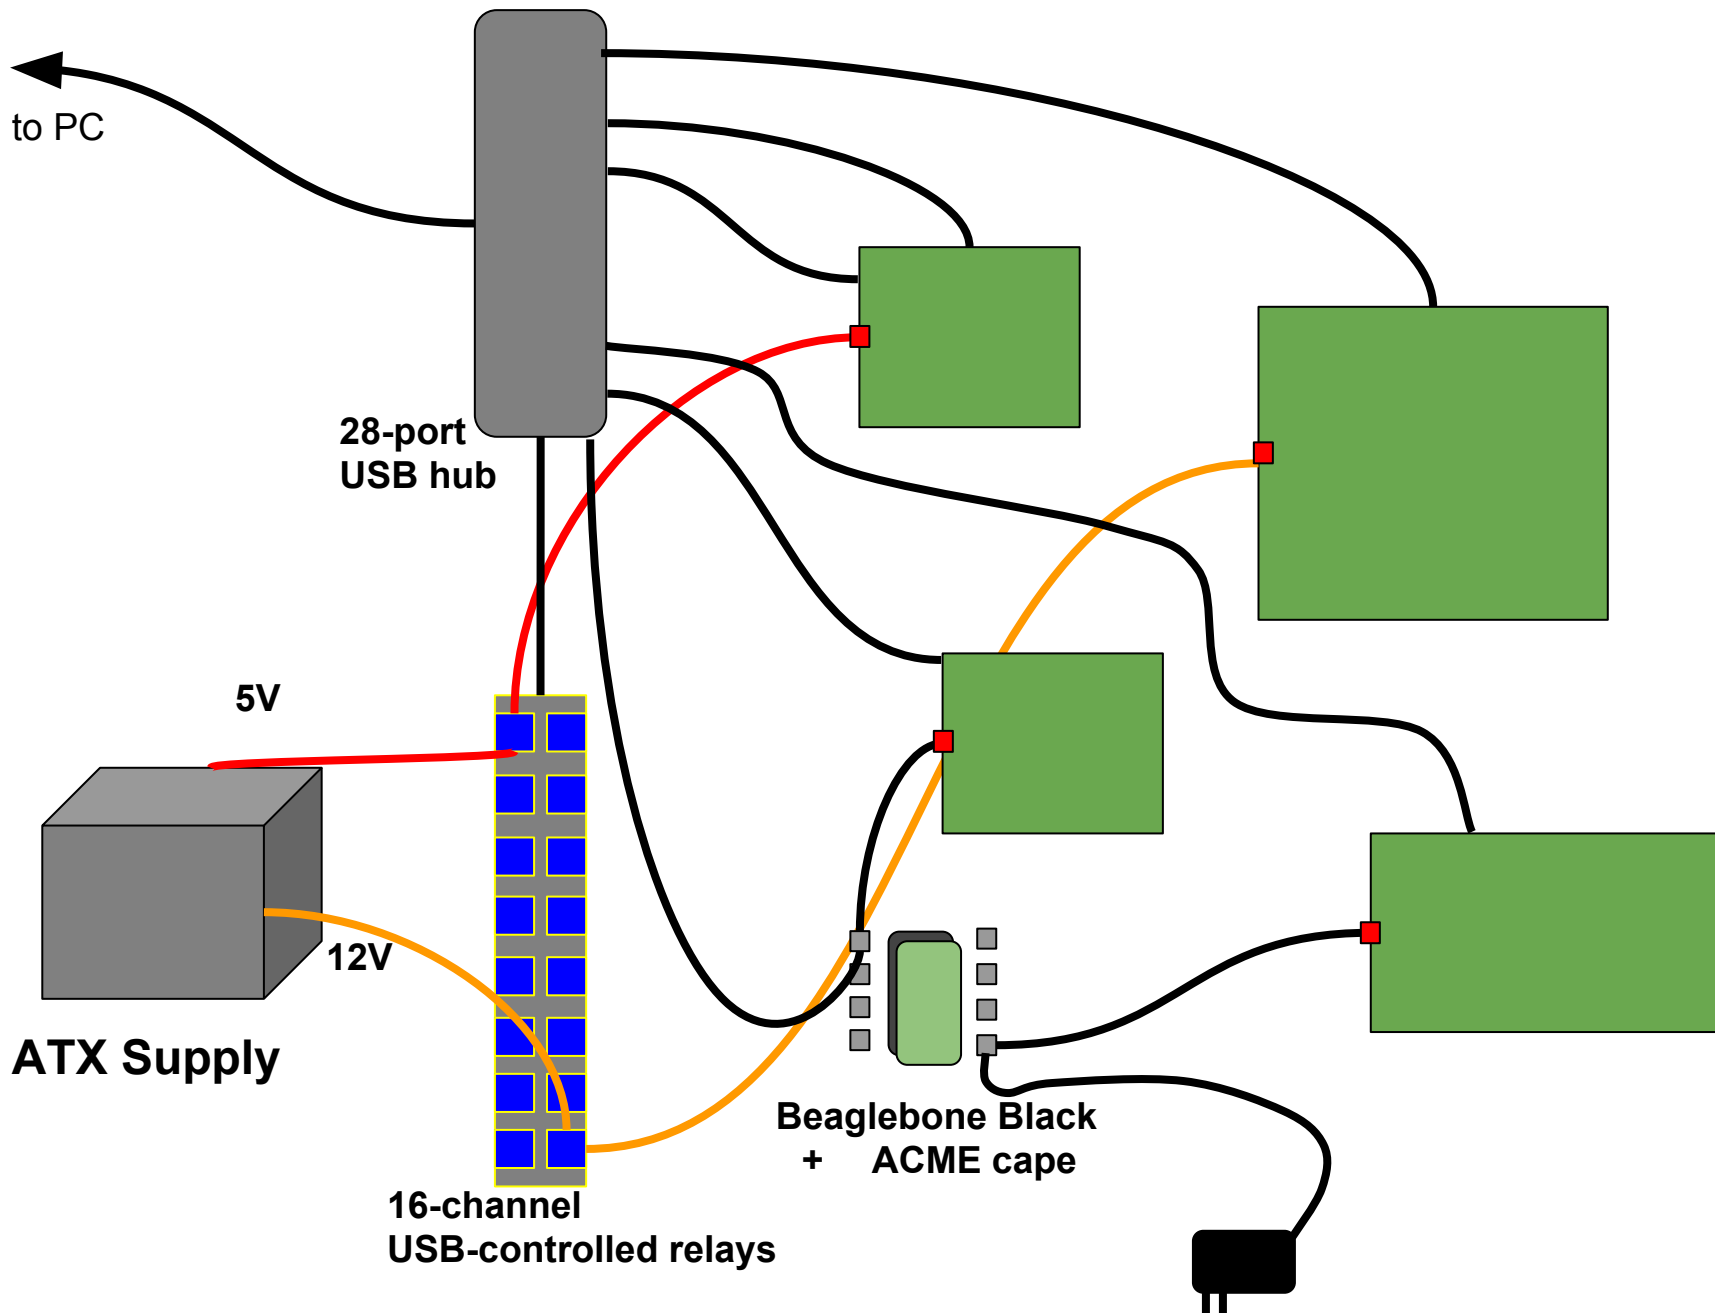 to PC
28-port
USB hub
5V
12V
ATX Supply
Beaglebone Black
+ ACME cape
16-channel
USB-controlled relays